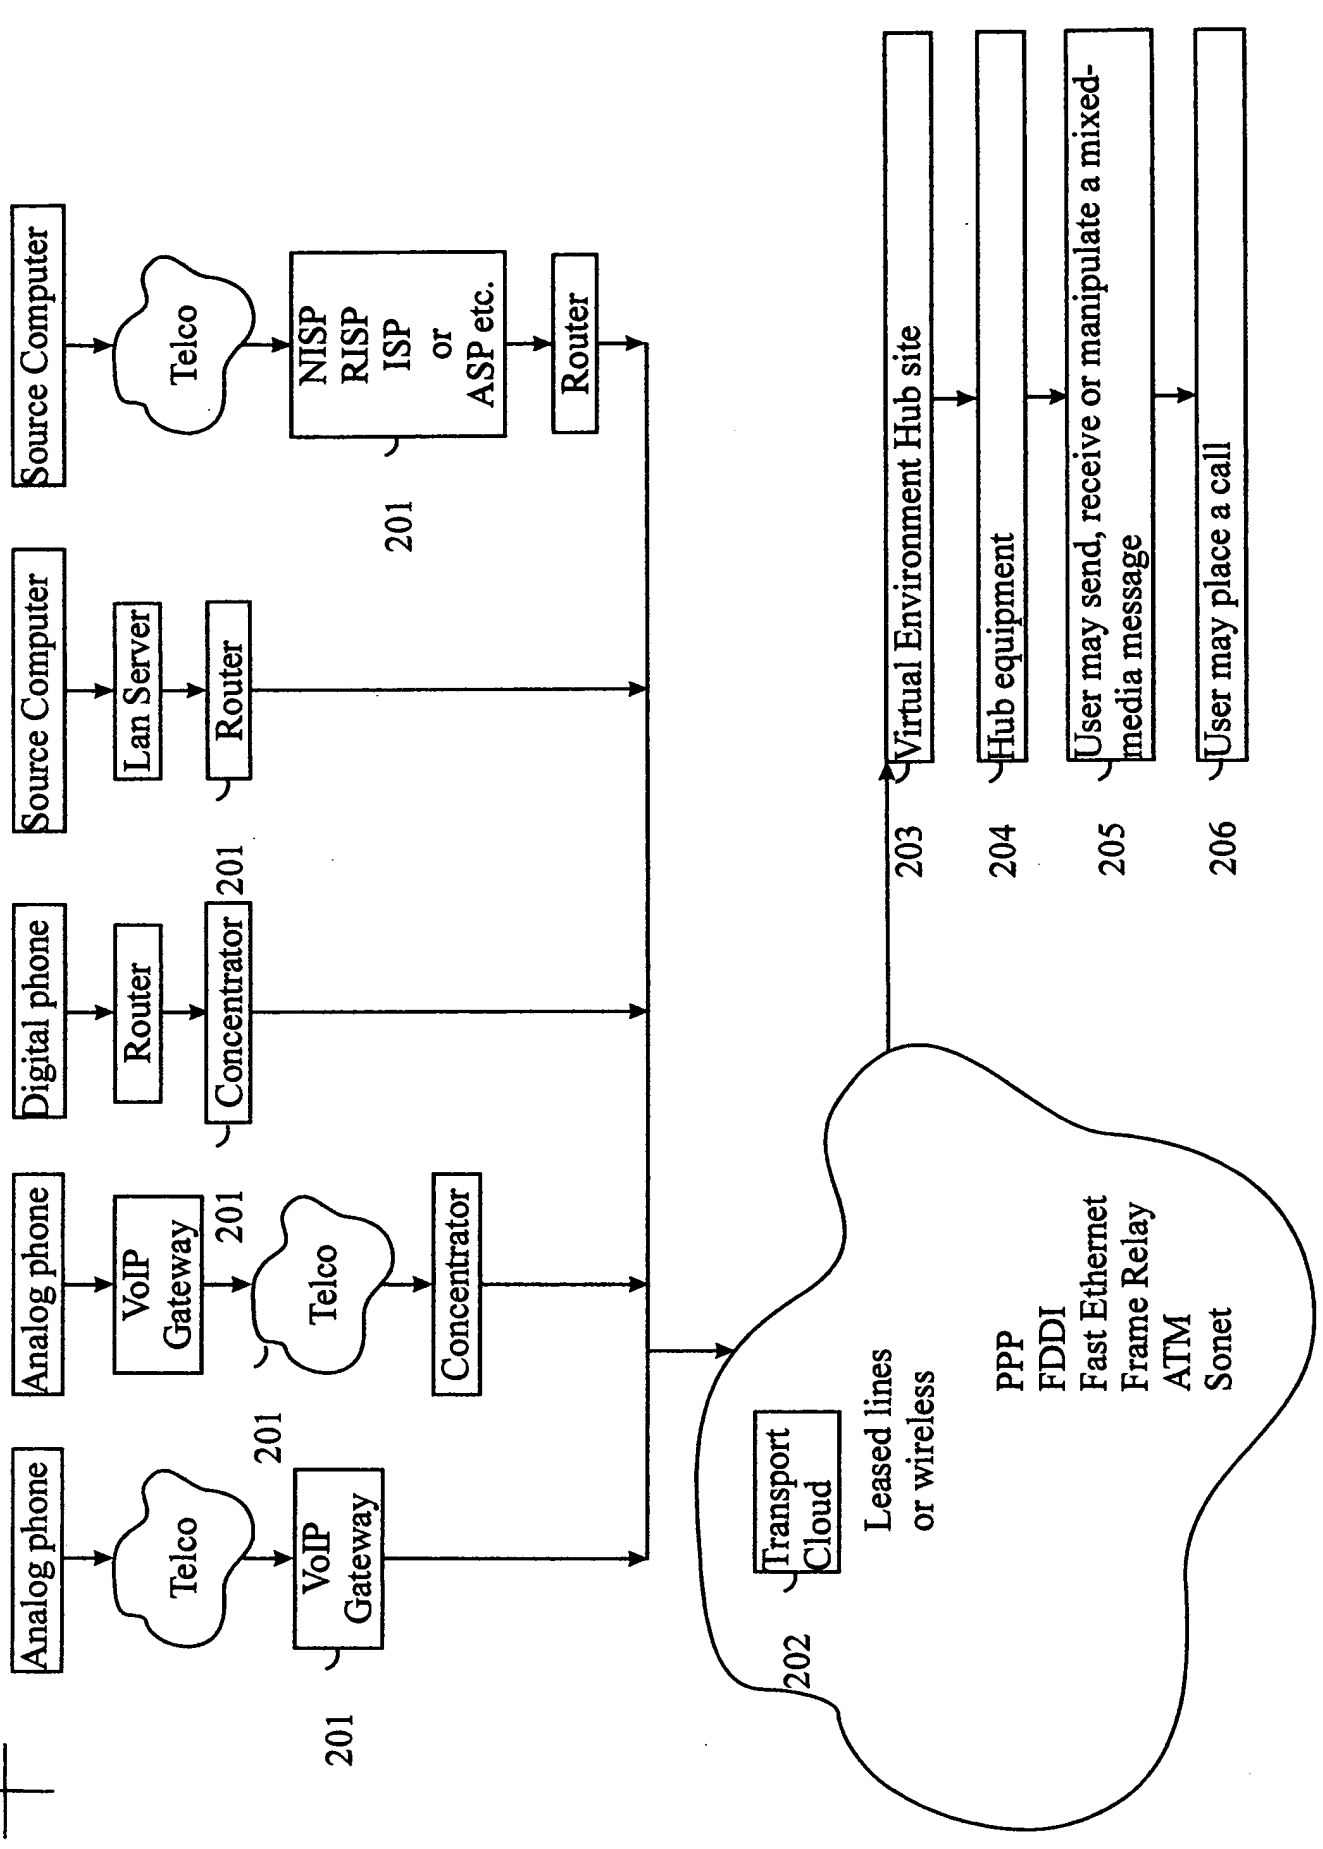 Analog phone
Telco
VoIP
Gateway
201
Analog phone
VoIP
Gateway
Telco
201
Concentrator
Digital phone
Router
Concentrator
201
Source Computer
Lan Server
Router
201
Source Computer
Telco
NISP
RISP
ISP
or
ASP etc.
201
Router
202
Transport
Cloud
Leased lines
or wireless
PPP
FDDI
Fast Ethernet
Frame Relay
ATM
Sonet
203
Virtual Environment Hub site
204
Hub equipment
205
User may send, receive or manipulate a mixed-
media message
206
User may place a call